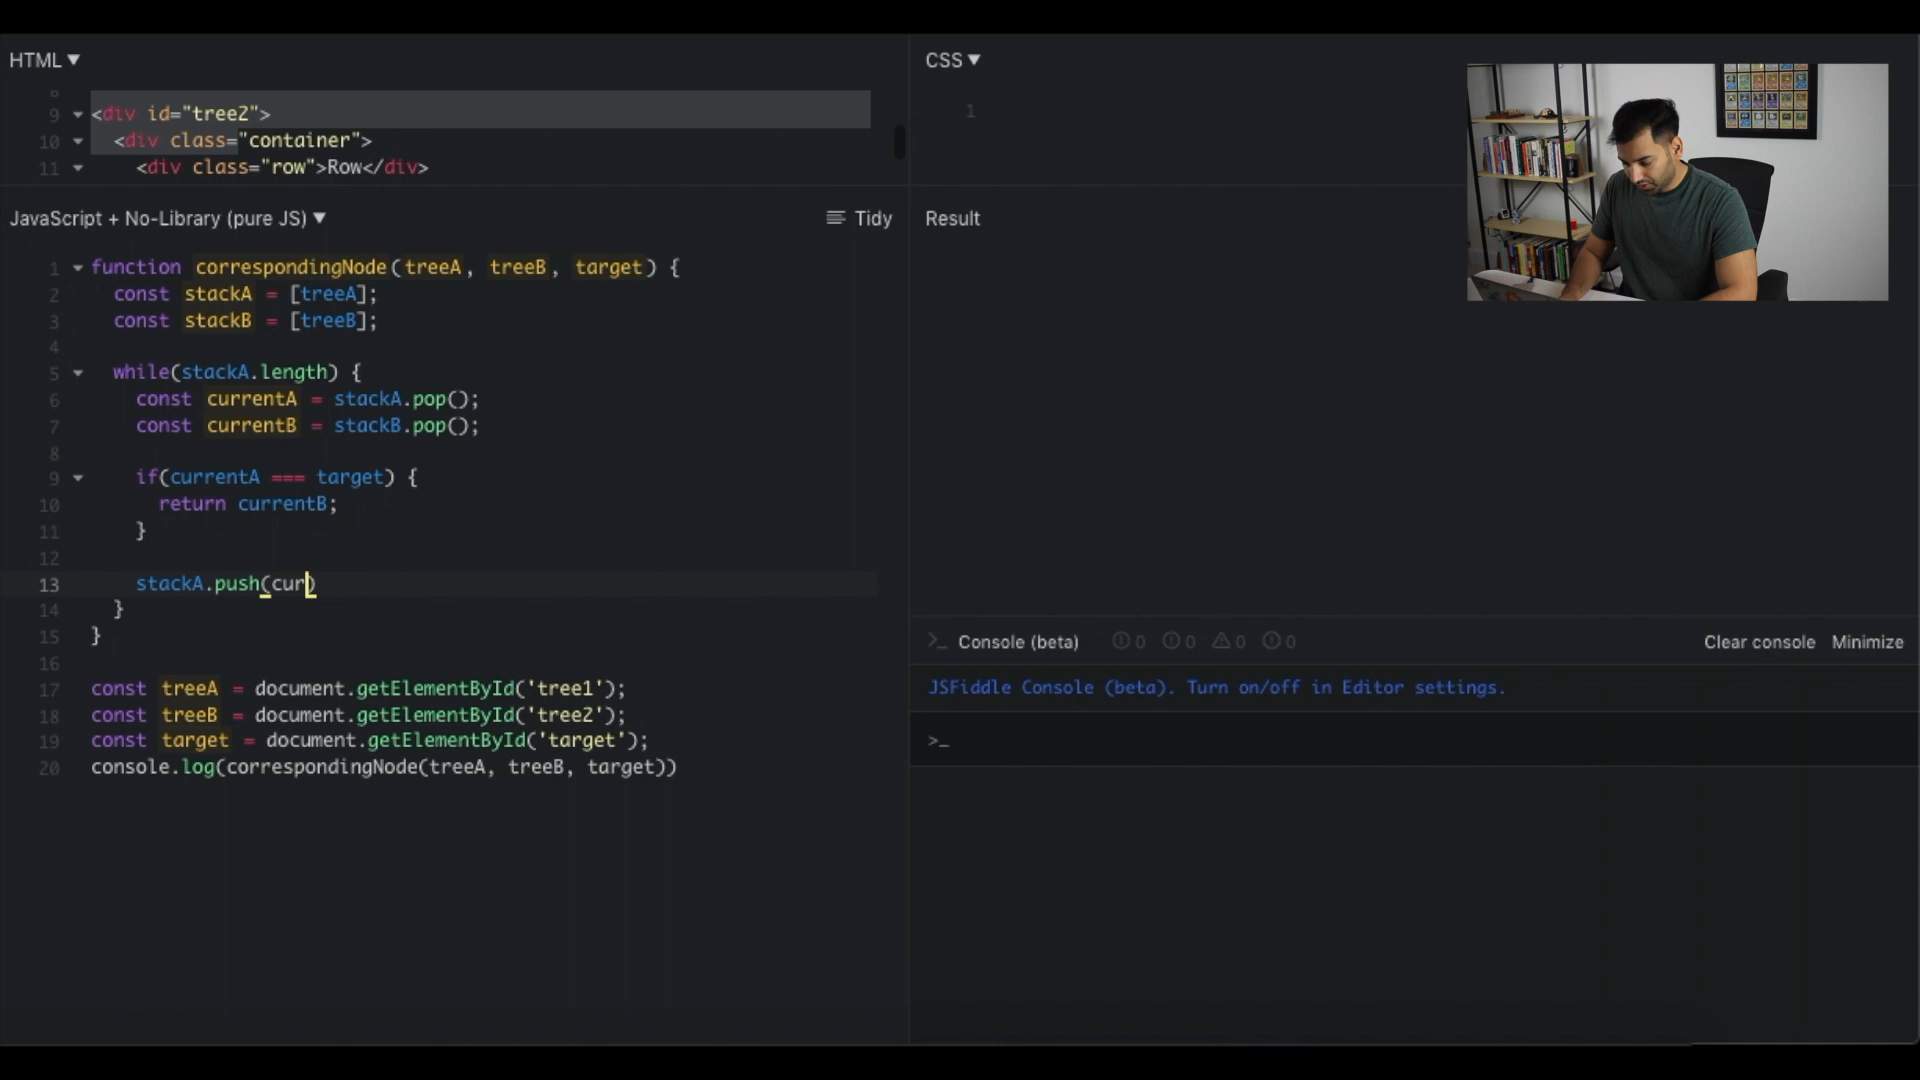 HTML ▼
8
9 <div id="tree2">
10 <div class="container">
11 <div class="row">Row</div>
CSS ▼
1
JavaScript + No-Library (pure JS) ▼
Tidy
1 function correspondingNode(treeA, treeB, target) {
2 const stackA = [treeA];
3 const stackB = [treeB];
4
5 while(stackA.length) {
6 const currentA = stackA.pop();
7 const currentB = stackB.pop();
8
9 if(currentA === target) {
10 return currentB;
11 }
12
13 stackA.push(cur)
14 }
15 }
16
17 const treeA = document.getElementById('tree1');
18 const treeB = document.getElementById('tree2');
19 const target = document.getElementById('target');
20 console.log(correspondingNode(treeA, treeB, target))
Result
>_ Console (beta) 0 0 0 0
Clear console Minimize
JSFiddle Console (beta). Turn on/off in Editor settings.
>_